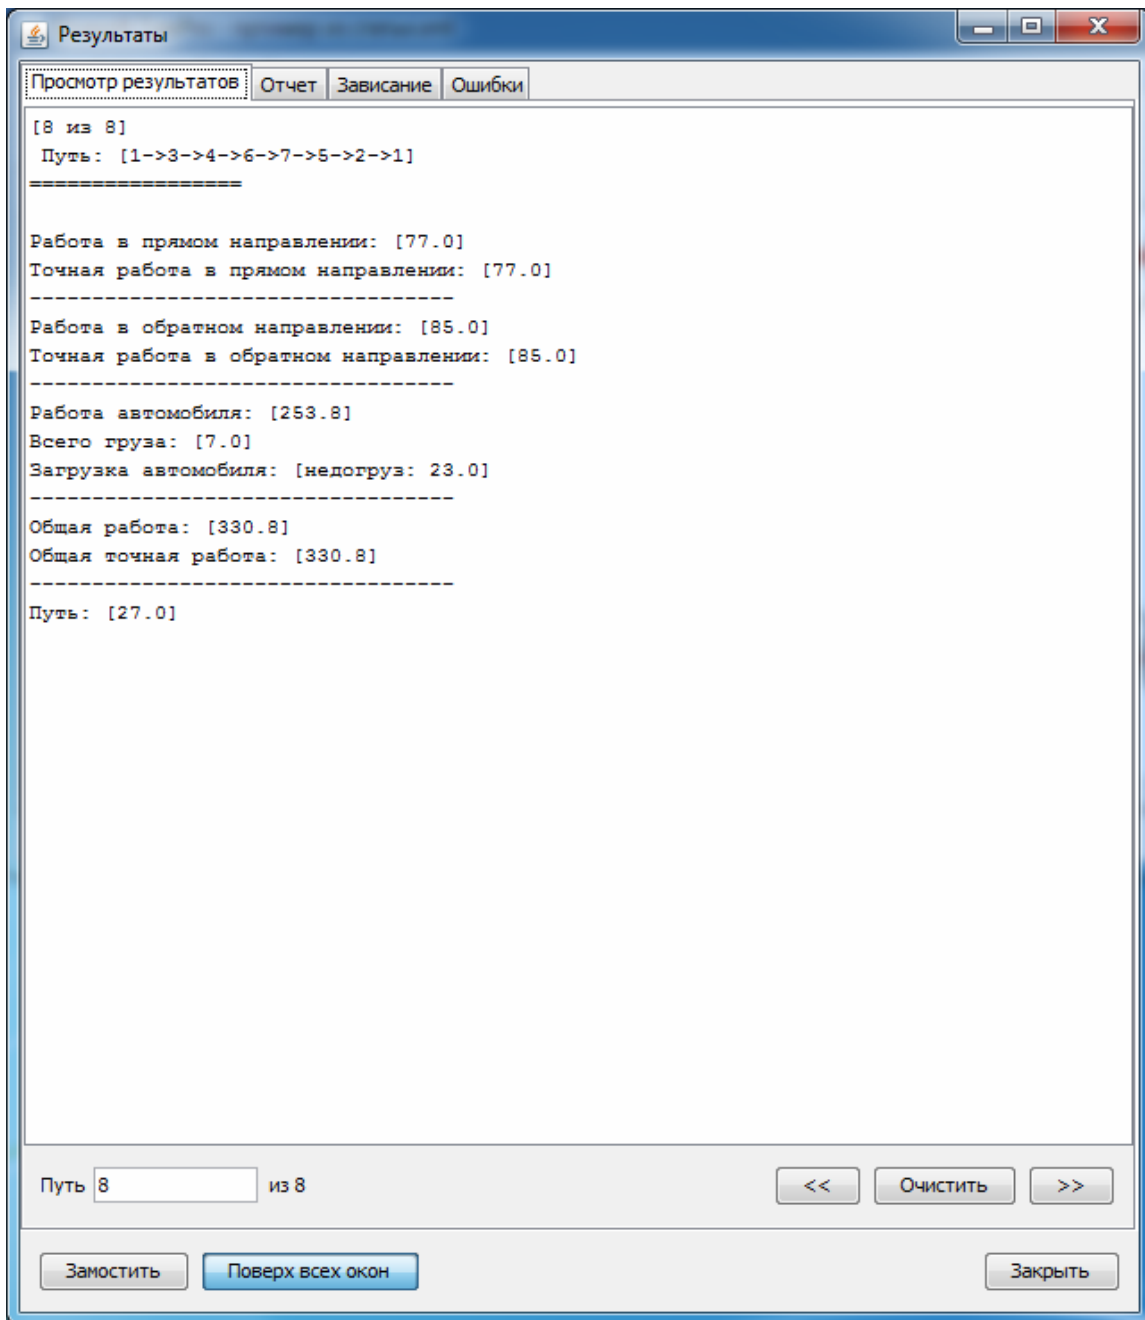 Результаты
Просмотр результатов Отчет Зависание Ошибки
[8 из 8]
Путь: [1->3->4->6->7->5->2->1]
=================
Работа в прямом направлении: [77.0]
Точная работа в прямом направлении: [77.0]
----------------------------------
Работа в обратном направлении: [85.0]
Точная работа в обратном направлении: [85.0]
----------------------------------
Работа автомобиля: [253.8]
Всего груза: [7.0]
Загрузка автомобиля: [недогруз: 23.0]
----------------------------------
Общая работа: [330.8]
Общая точная работа: [330.8]
----------------------------------
Путь: [27.0]
Путь 8 из 8 << Очистить >>
Замостить Поверх всех окон Закрыть